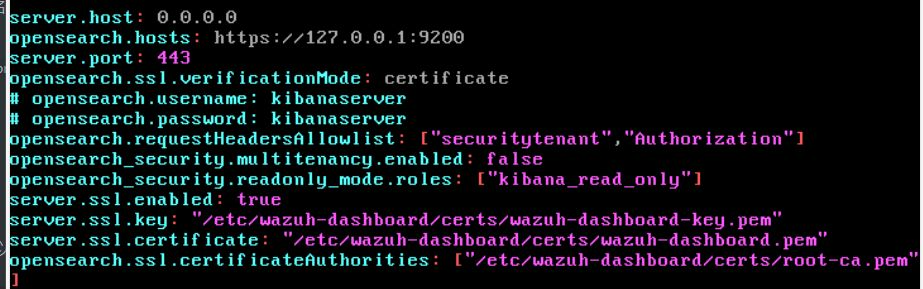 server.host: 0.0.0.0
opensearch.hosts: https://127.0.0.1:9200
server.port: 443
opensearch.ssl.verificationMode: certificate
# opensearch.username: kibanaserver
# opensearch.password: kibanaserver
opensearch.requestHeadersAllowlist: ["securitytenant","Authorization"]
opensearch_security.multitenancy.enabled: false
opensearch_security.readonly_mode.roles: ["kibana_read_only"]
server.ssl.enabled: true
server.ssl.key: "/etc/wazuh-dashboard/certs/wazuh-dashboard-key.pem"
server.ssl.certificate: "/etc/wazuh-dashboard/certs/wazuh-dashboard.pem"
opensearch.ssl.certificateAuthorities: ["/etc/wazuh-dashboard/certs/root-ca.pem"
]